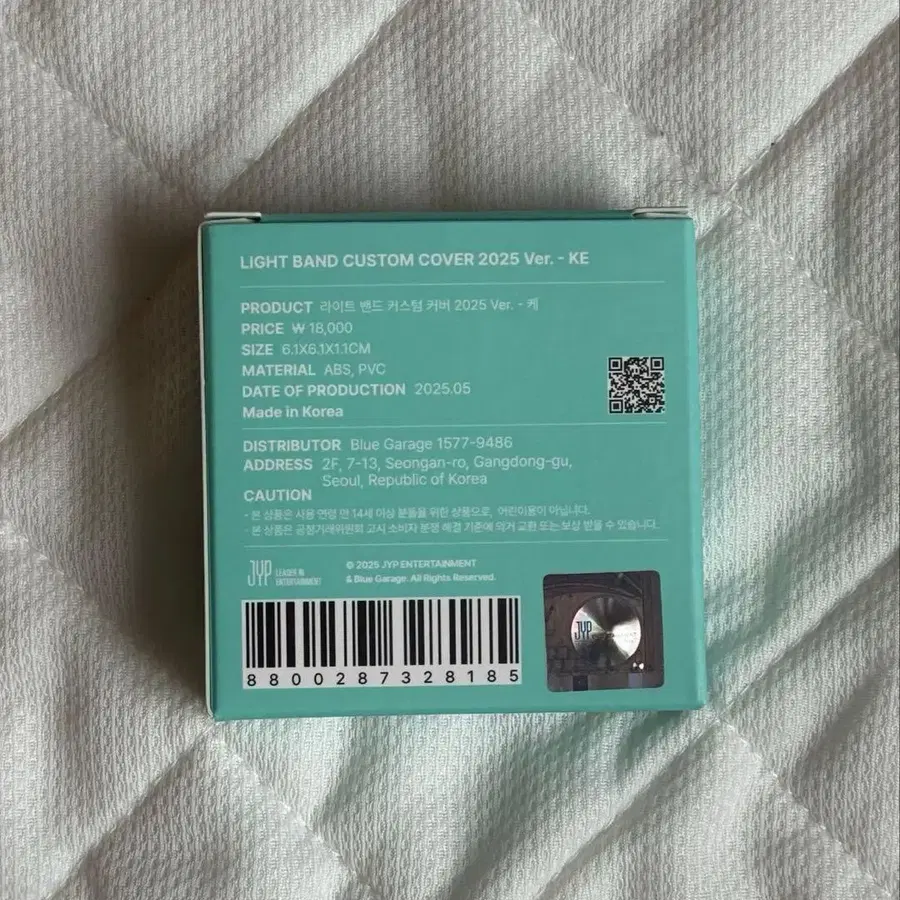 LIGHT BAND CUSTOM COVER 2025 Ver. - KE
PRODUCT 라이트 밴드 커스텀 커버 2025 Ver. - 케
PRICE ₩ 18,000
SIZE 6.1X6.1X1.1CM
MATERIAL ABS, PVC
DATE OF PRODUCTION 2025.05
Made in Korea
DISTRIBUTOR Blue Garage 1577-9486
ADDRESS 2F, 7-13, Seongan-ro, Gangdong-gu,
Seoul, Republic of Korea
CAUTION
- 본 상품은 사용 연령 만 14세 이상 분들을 위한 상품으로, 어린이용이 아닙니다.
- 본 상품은 공정거래위원회 고시 소비자 분쟁 해결 기준에 의거 교환 또는 보상 받을 수 있습니다.
JYP LEADER IN
ENTERTAINMENT
© 2025 JYP ENTERTAINMENT
& Blue Garage. All Rights Reserved.
8800287328185
JYP